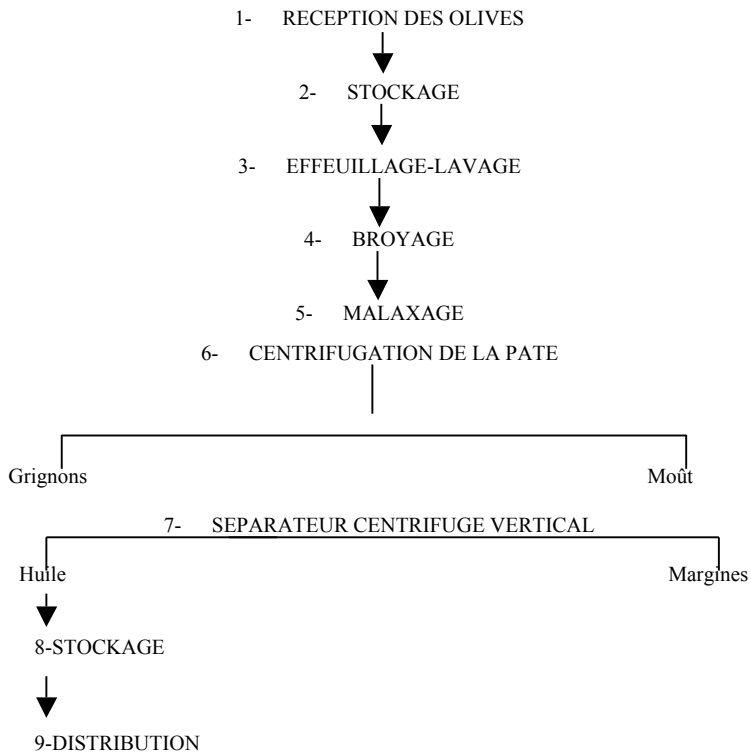 1- RECEPTION DES OLIVES
2- STOCKAGE
3- EFFEUILLAGE-LAVAGE
4- BROYAGE
5- MALAXAGE
6- CENTRIFUGATION DE LA PATE
Grignons Moût
7- SEPARATEUR CENTRIFUGE VERTICAL
Huile Margines
8-STOCKAGE
9-DISTRIBUTION